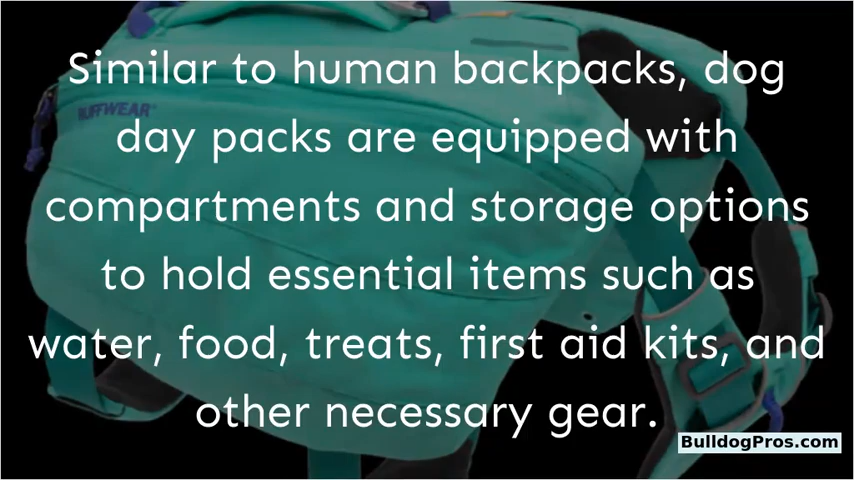 Similar to human backpacks, dog
day packs are equipped with
compartments and storage options
to hold essential items such as
water, food, treats, first aid kits, and
other necessary gear.
RUFFWEAR
BulldogPros.com